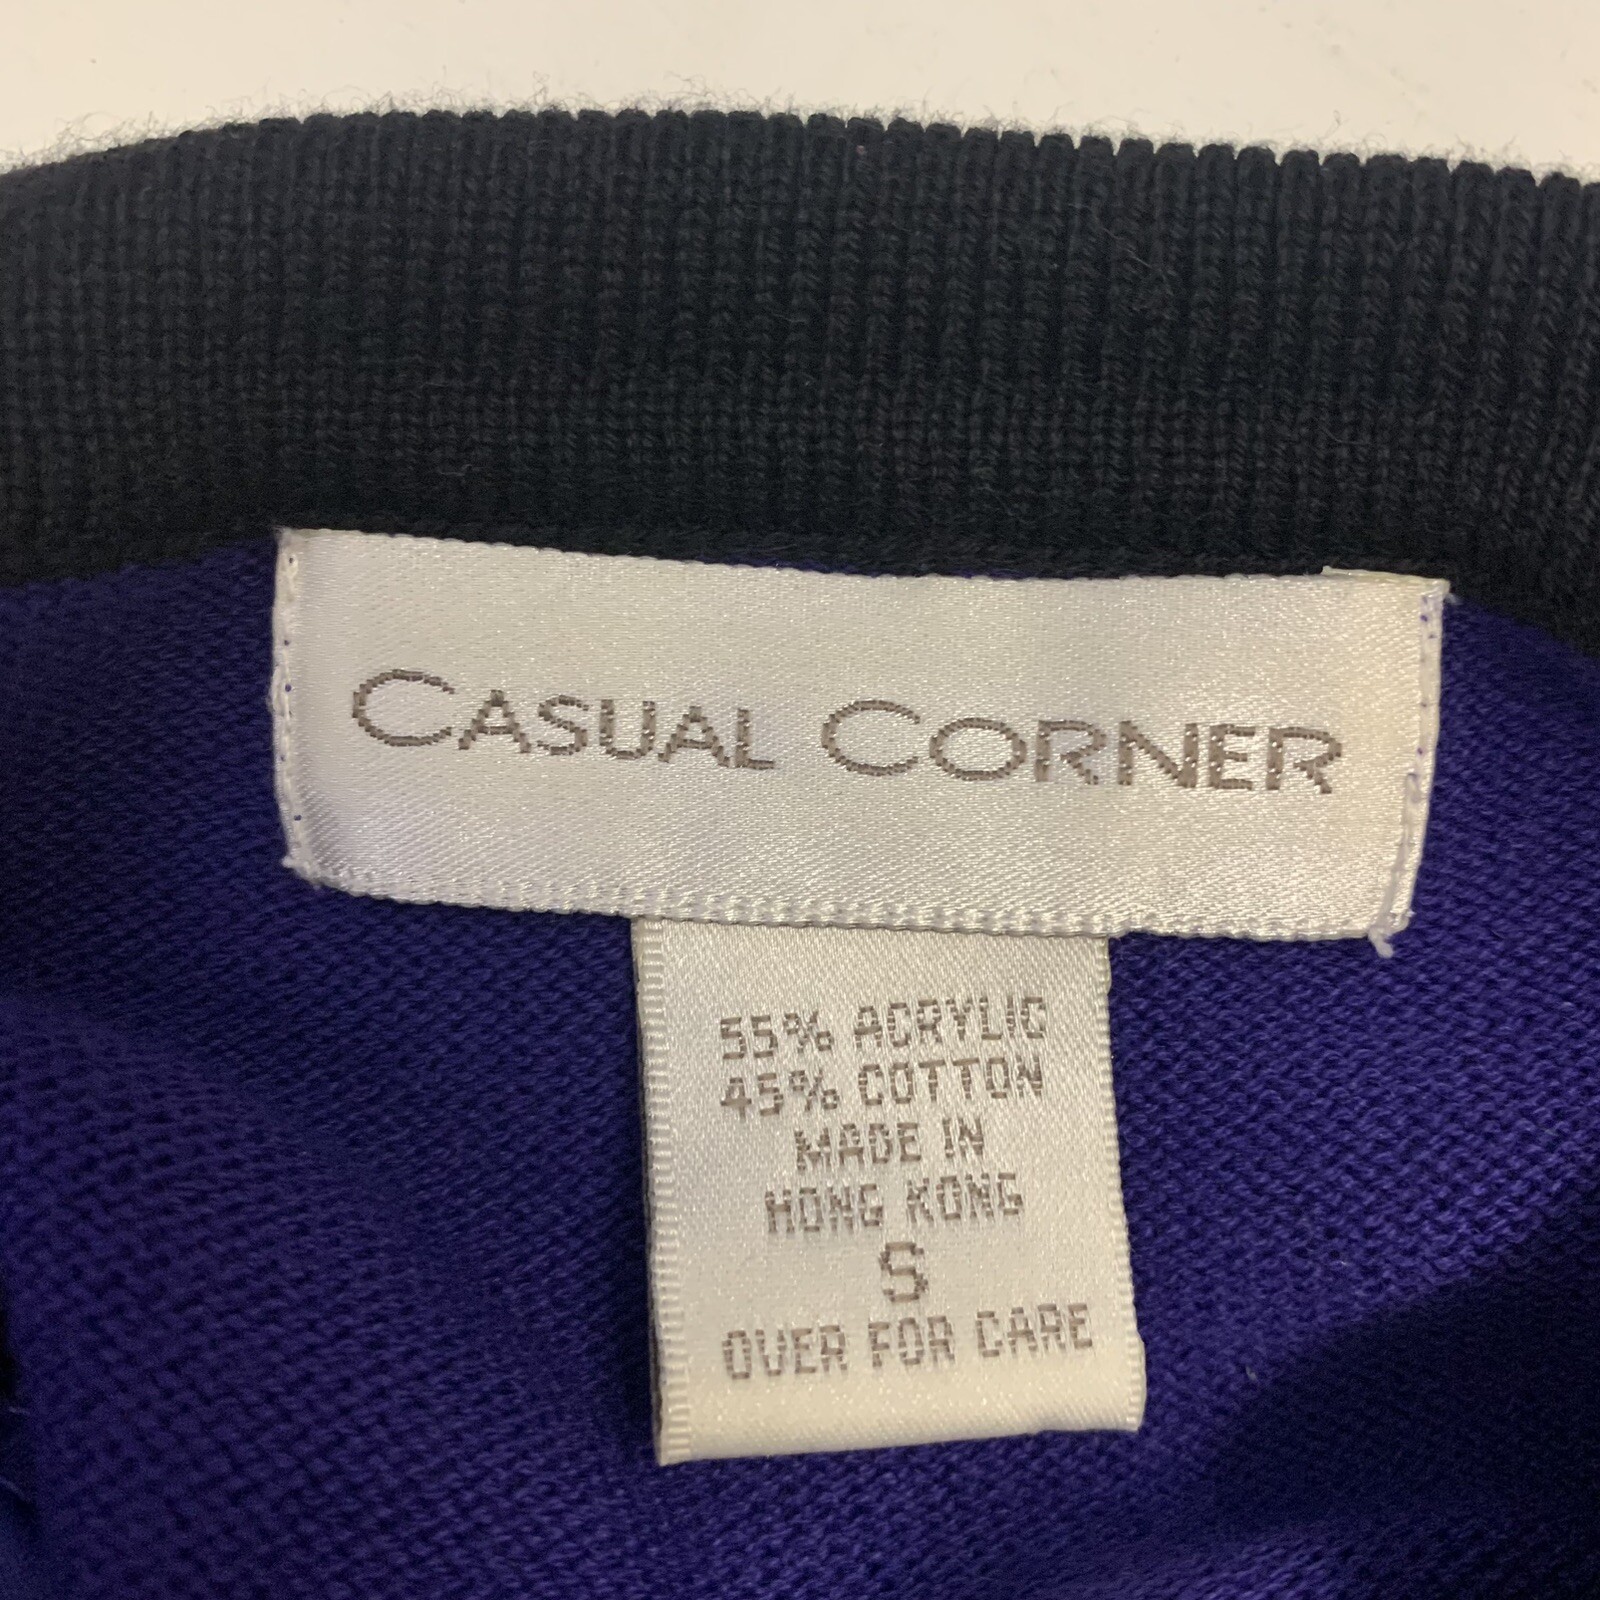 CASUAL CORNER
55% ACRYLIC
45% COTTON
MADE IN
HONG KONG
S
OVER FOR CARE